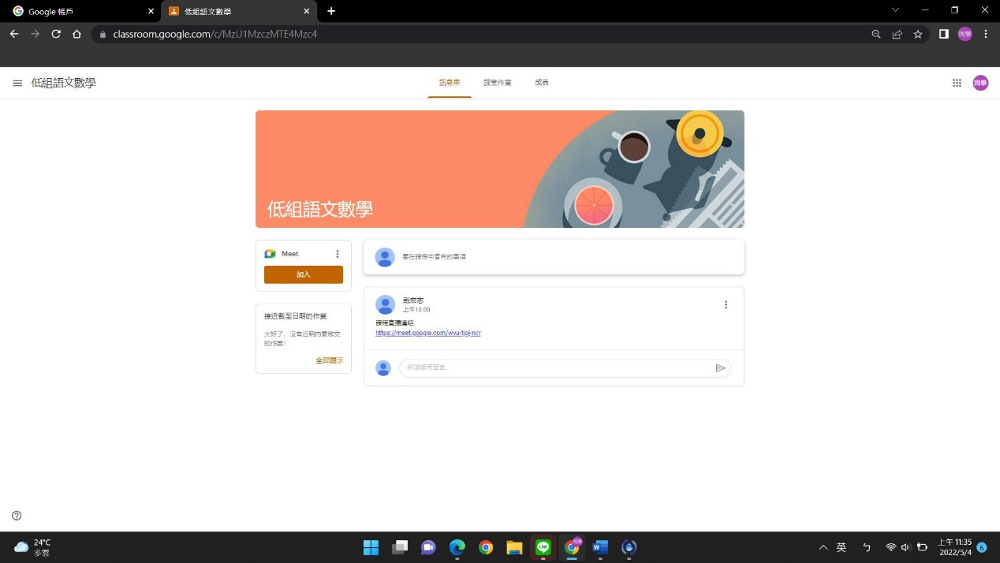 Google 帳戶
低組語文數學
classroom.google.com/c/MzU1MzczMTE4Mzc4
同學
低組語文數學
訊息串
課堂作業
成員
同學
低組語文數學
Meet
加入
要在課程中宣布的事項
戴宏志
上午10:00
課程直播連結
https://meet.google.com/wvu-tjoj-ncr
接近截至日期的作業
太好了，沒有近期內要繳交
的作業！
全部顯示
新增課程留言...
24°C
多雲
同學
LINE
英
ㄅ
上午 11:35
2022/5/4
6